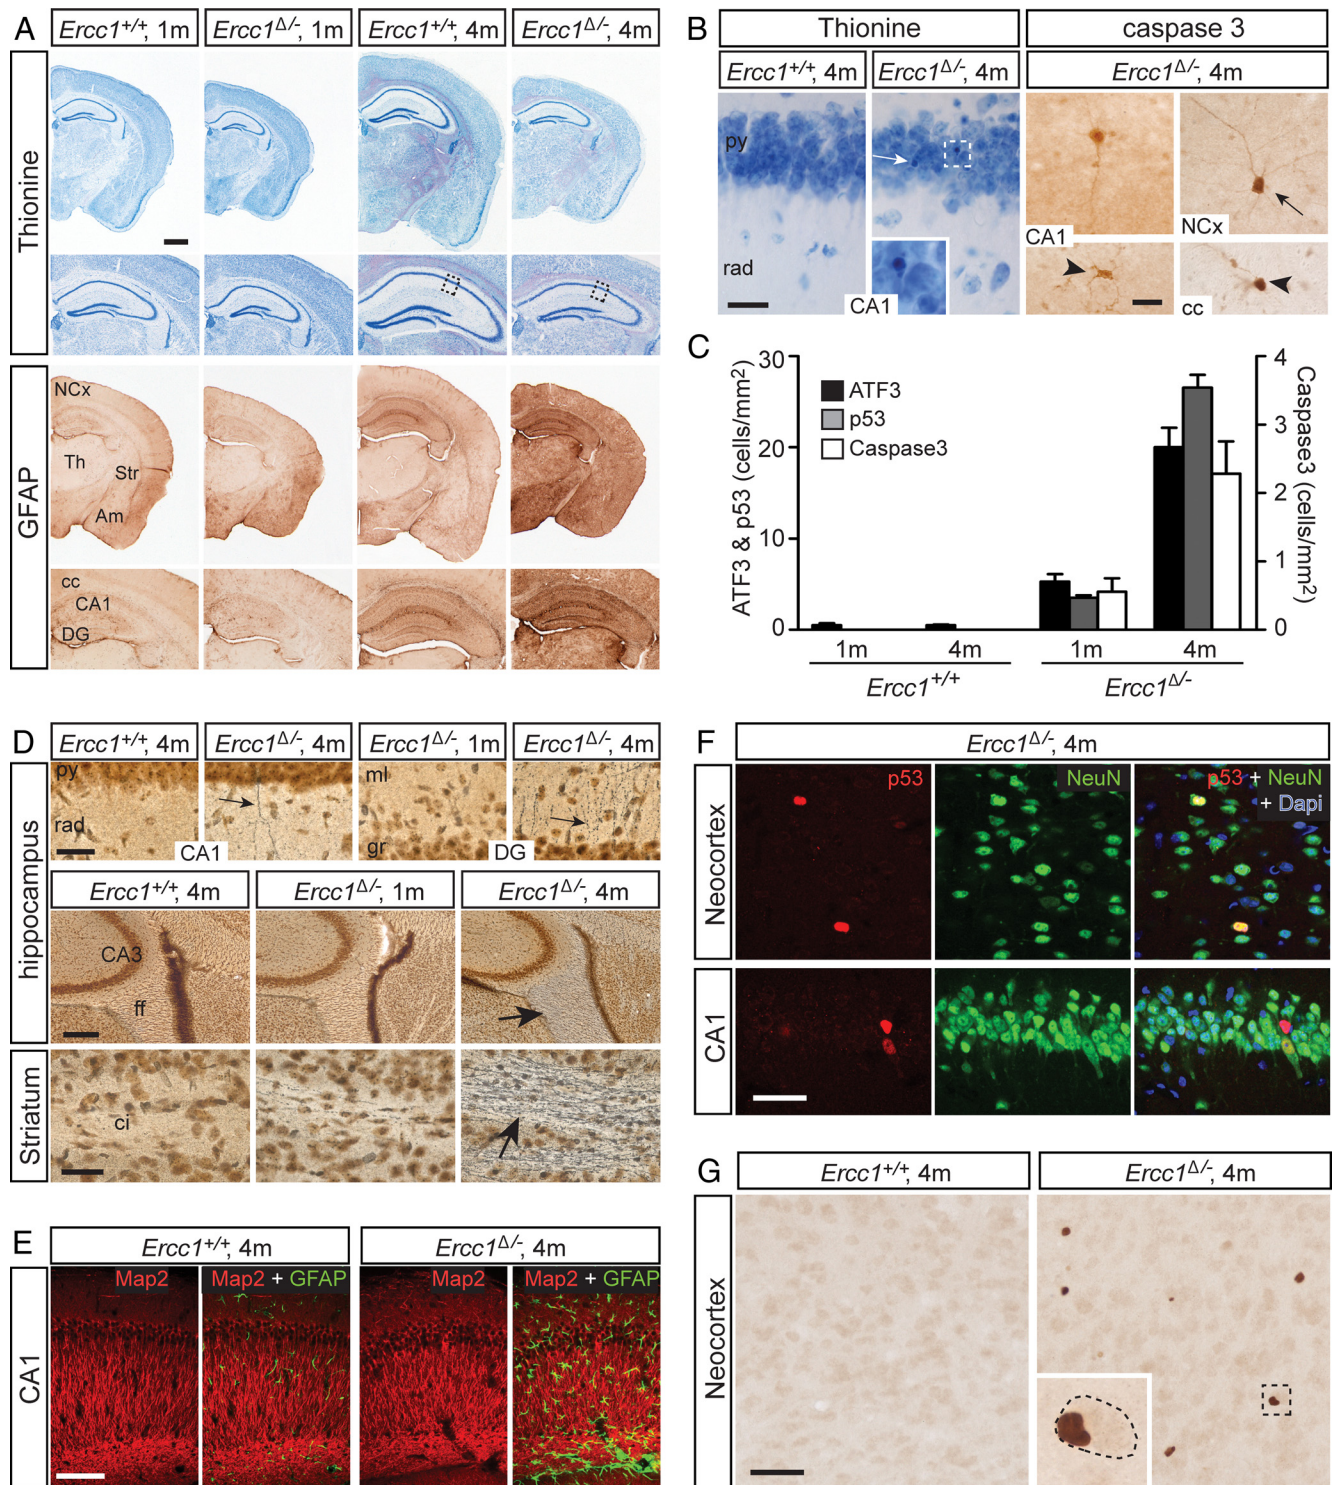 A
Ercc1+/+, 1m
Ercc1Δ/-, 1m
Ercc1+/+, 4m
Ercc1Δ/-, 4m
Thionine
GFAP
NCx
Th
Str
Am
cc
CA1
DG
B
Thionine
caspase 3
Ercc1+/+, 4m
Ercc1Δ/-, 4m
Ercc1Δ/-, 4m
py
rad
CA1
CA1
NCx
cc
C
ATF3 & p53 (cells/mm2)
30
20
10
0
ATF3
p53
Caspase3
4
3
2
1
0
Caspase3 (cells/mm2)
1m
4m
1m
4m
Ercc1+/+
Ercc1Δ/-
D
hippocampus
Ercc1+/+, 4m
Ercc1Δ/-, 4m
Ercc1Δ/-, 1m
Ercc1Δ/-, 4m
py
rad
CA1
ml
gr
DG
Ercc1+/+, 4m
Ercc1Δ/-, 1m
Ercc1Δ/-, 4m
CA3
ff
Striatum
ci
E
Ercc1+/+, 4m
Ercc1Δ/-, 4m
CA1
Map2
Map2 + GFAP
Map2
Map2 + GFAP
F
Ercc1Δ/-, 4m
Neocortex
p53
NeuN
p53 + NeuN
+ Dapi
CA1
G
Ercc1+/+, 4m
Ercc1Δ/-, 4m
Neocortex